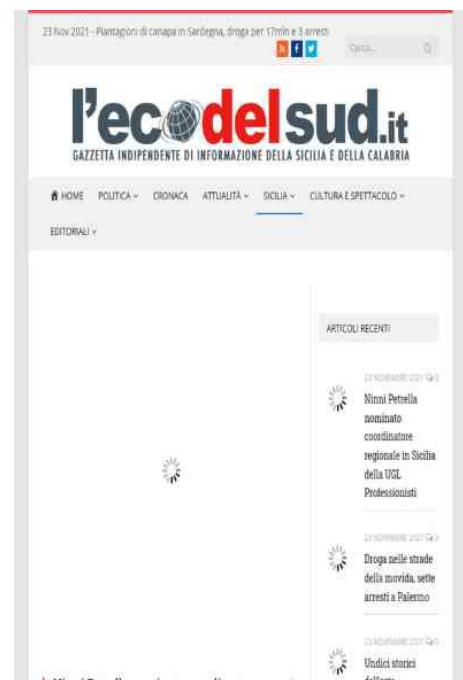 23 Nov 2021 - Piantagioni di canapa in Sardegna, droga per 17mln e 3 arresti
Cerca...
l'ecodelsud.it
GAZZETTA INDIPENDENTE DI INFORMAZIONE DELLA SICILIA E DELLA CALABRIA
HOME POLITICA CRONACA ATTUALITÀ SICILIA CULTURA E SPETTACOLO
EDITORIALI
ARTICOLI RECENTI
23 NOVEMBRE 2021 0
Ninni Petrella
nominato
coordinatore
regionale in Sicilia
della UGL
Professionisti
23 NOVEMBRE 2021 0
Droga nelle strade
della movida, sette
arresti a Palermo
23 NOVEMBRE 2021 0
Undici storici
dell'arte